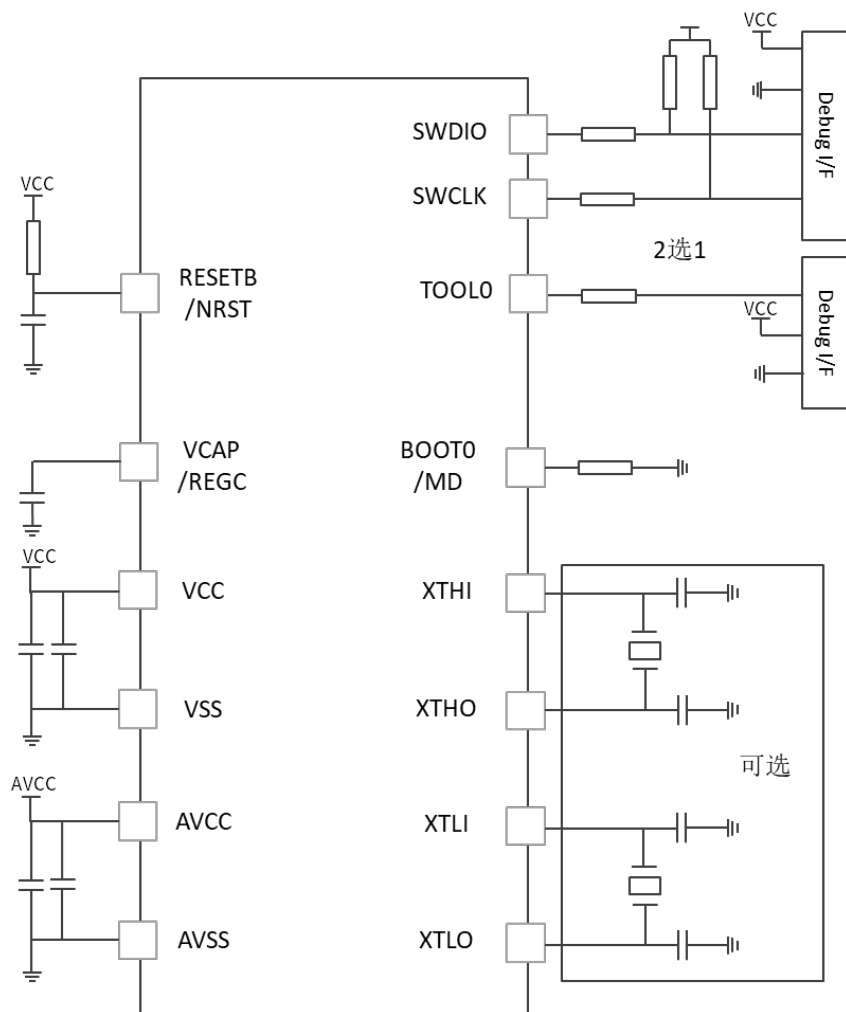 VCC
SWDIO
Debug I/F
SWCLK
VCC
RESETB
/NRST
2选1
TOOL0
VCC
Debug I/F
VCAP
/REGC
BOOT0
/MD
VCC
VCC
XTHI
VSS
XTHO
可选
AVCC
AVCC
XTLI
AVSS
XTLO